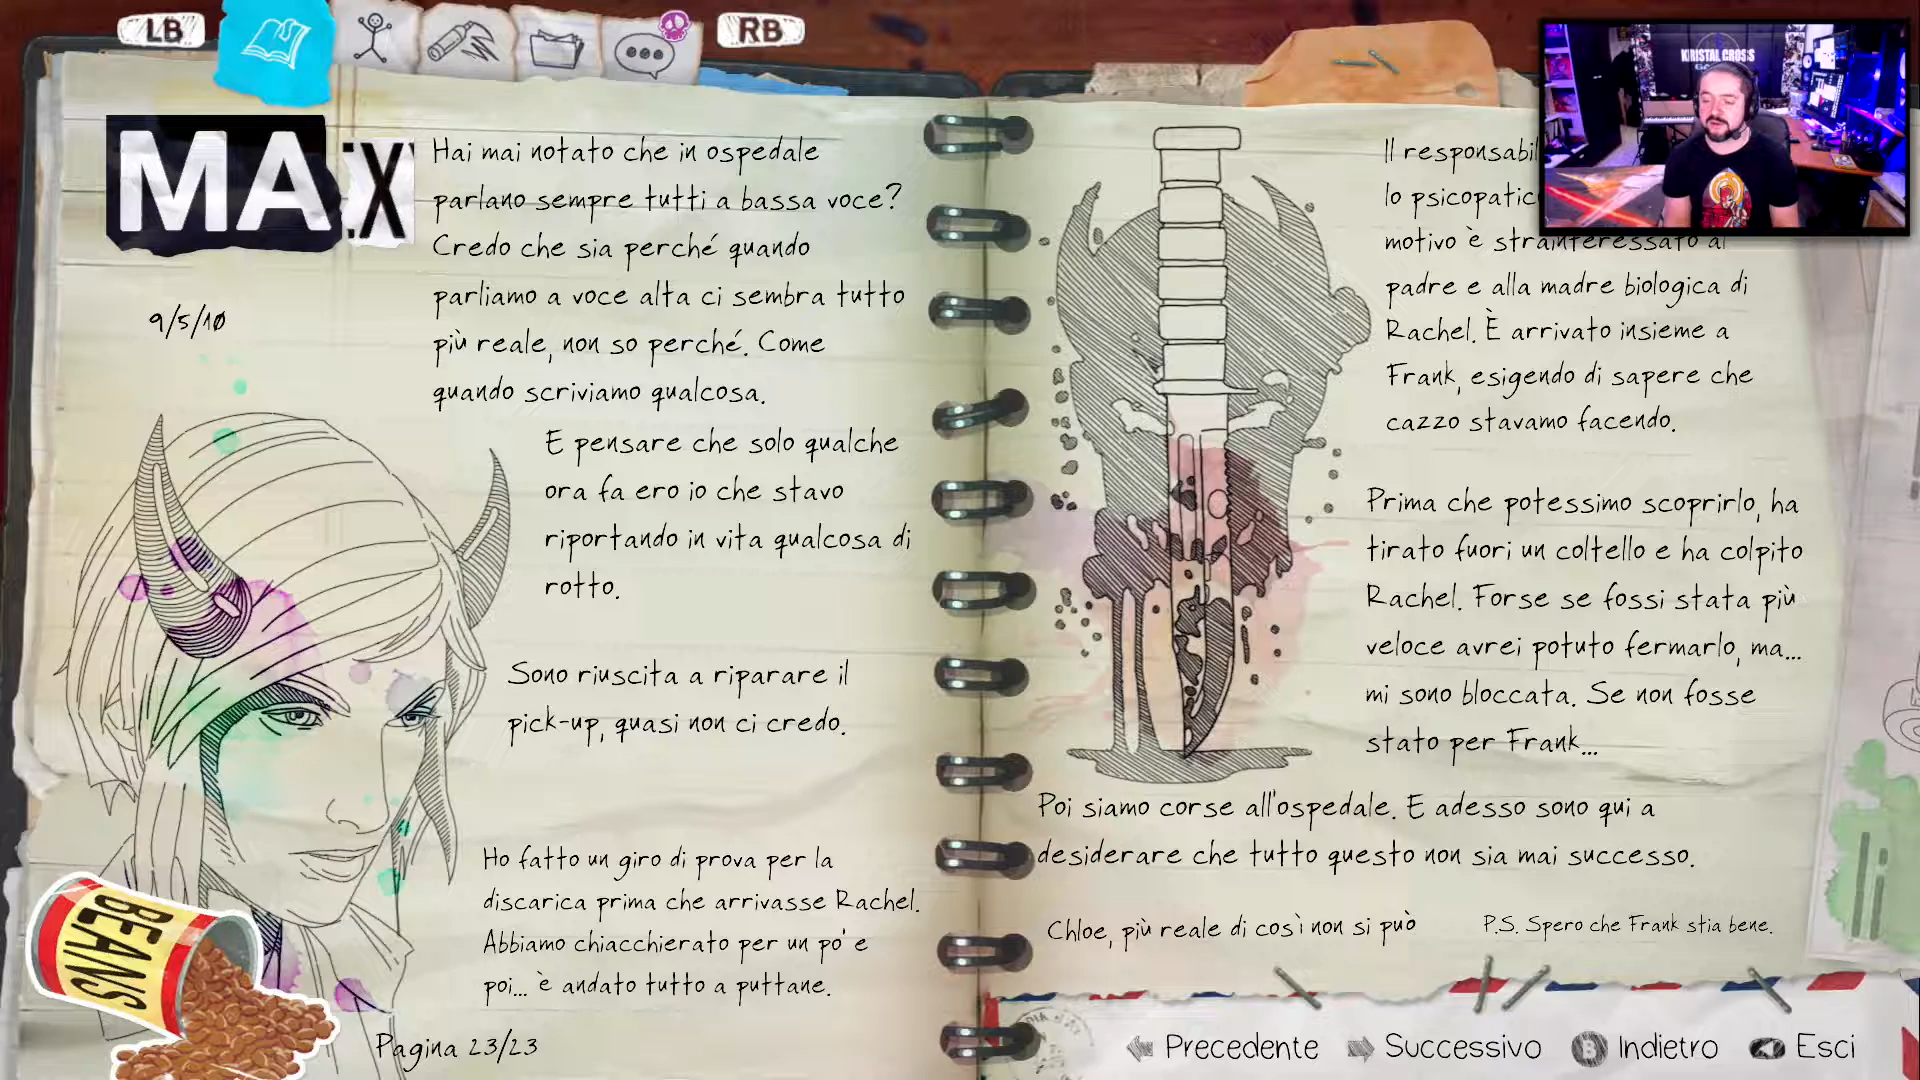 LB
RB
MAX
Hai mai notato che in ospedale
parlano sempre tutti a bassa voce?
Credo che sia perché quando
parliamo a voce alta ci sembra tutto
più reale, non so perché. Come
quando scriviamo qualcosa.
9/5/10
E pensare che solo qualche
ora fa ero io che stavo
riportando in vita qualcosa di
rotto.
Sono riuscita a riparare il
pick-up, quasi non ci credo.
Ho fatto un giro di prova per la
discarica prima che arrivasse Rachel.
Abbiamo chiacchierato per un po' e
poi... è andato tutto a puttane.
BEANS
Pagina 23/23
KRISTAL CROSS
Il
lo
motivo è strainteressato al
padre e alla madre biologica di
Rachel. È arrivato insieme a
Frank, esigendo di sapere che
cazzo stavamo facendo.
Prima che potessimo scoprirlo, ha
tirato fuori un coltello e ha colpito
Rachel. Forse se fossi stata più
veloce avrei potuto fermarlo, ma...
mi sono bloccata. Se non fosse
stato per Frank...
Poi siamo corse all'ospedale. E adesso sono qui a
desiderare che tutto questo non sia mai successo.
Chloe, più reale di così non si può
P.S. Spero che Frank stia bene.
Precedente
Successivo
B Indietro
Esci